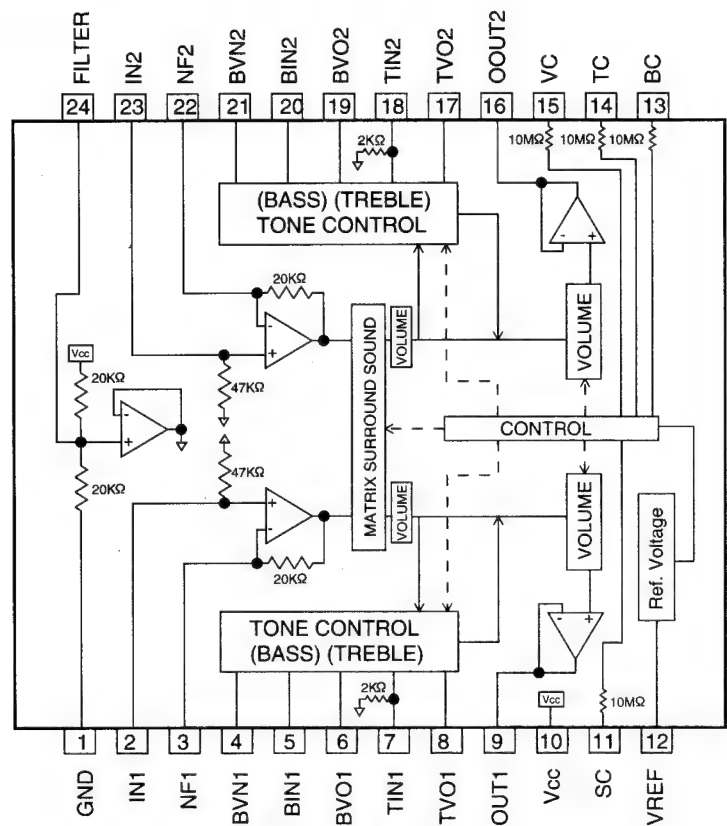 FILTER IN2 NF2 BVN2 BIN2 BVO2 TIN2 TVO2 OOUT2 VC TC BC
24 23 22 21 20 19 18 17 16 15 14 13
2KΩ
10MΩ 10MΩ 10MΩ
(BASS) (TREBLE)
TONE CONTROL
20KΩ
Vcc
20KΩ
47KΩ
MATRIX SURROUND SOUND
VOLUME
VOLUME
CONTROL
20KΩ
47KΩ
VOLUME
VOLUME
Ref. Voltage
20KΩ
TONE CONTROL
(BASS) (TREBLE)
2KΩ
Vcc
10MΩ
1 2 3 4 5 6 7 8 9 10 11 12
GND IN1 NF1 BVN1 BIN1 BVO1 TIN1 TVO1 OUT1 Vcc SC VREF